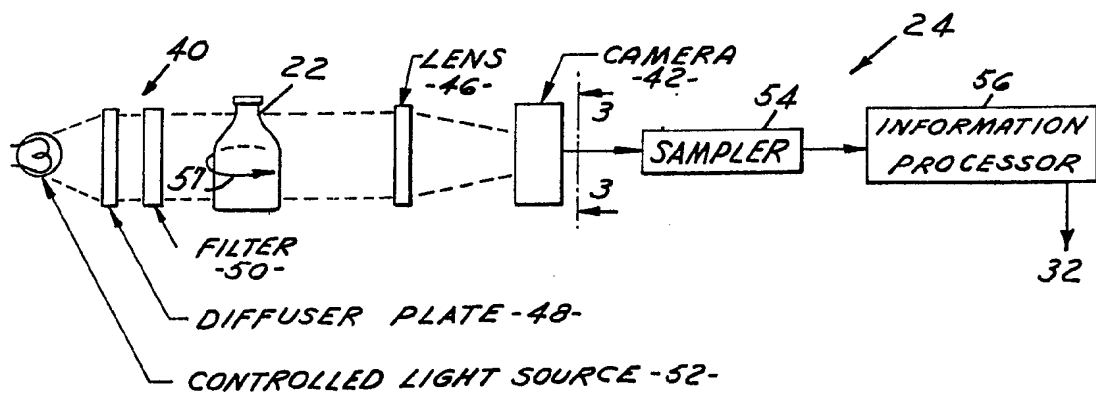 24
40
22
LENS
-46-
CAMERA
-42-
3
3
54
SAMPLER
56
INFORMATION
PROCESSOR
57
FILTER
-50-
32
DIFFUSER PLATE -48-
CONTROLLED LIGHT SOURCE -52-